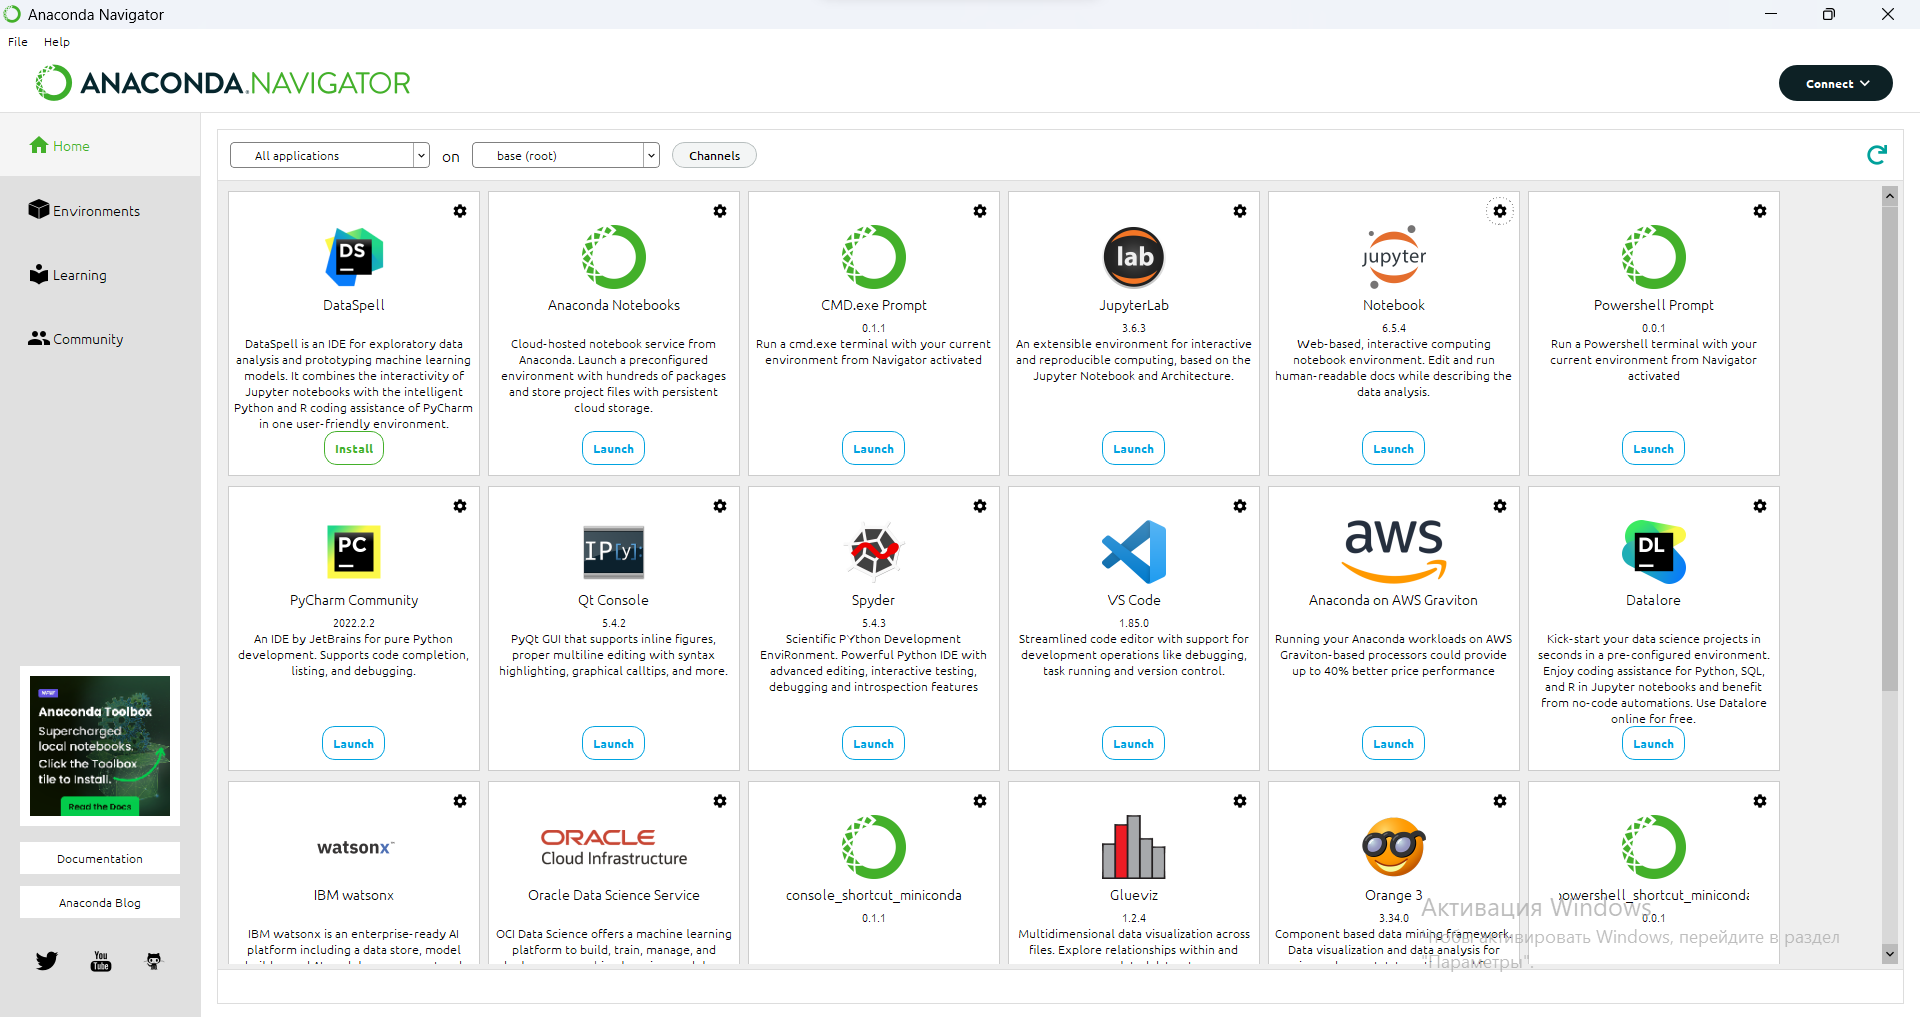 Anaconda Navigator
File Help
ANACONDA.NAVIGATOR
Connect
Home
Environments
Learning
Community
All applications on base (root) Channels
DS
DataSpell
DataSpell is an IDE for exploratory data
analysis and prototyping machine learning
models. It combines the interactivity of
Jupyter notebooks with the intelligent
Python and R coding assistance of PyCharm
in one user-friendly environment.
Install
Anaconda Notebooks
Cloud-hosted notebook service from
Anaconda. Launch a preconfigured
environment with hundreds of packages
and store project files with persistent
cloud storage.
Launch
CMD.exe Prompt
0.1.1
Run a cmd.exe terminal with your current
environment from Navigator activated
Launch
lab
JupyterLab
3.6.3
An extensible environment for interactive
and reproducible computing, based on the
Jupyter Notebook and Architecture.
Launch
jupyter
Notebook
6.5.4
Web-based, interactive computing
notebook environment. Edit and run
human-readable docs while describing the
data analysis.
Launch
Powershell Prompt
0.0.1
Run a Powershell terminal with your
current environment from Navigator
activated
Launch
PC
PyCharm Community
2022.2.2
An IDE by JetBrains for pure Python
development. Supports code completion,
listing, and debugging.
Launch
IP[y]:
Qt Console
5.4.2
PyQt GUI that supports inline figures,
proper multiline editing with syntax
highlighting, graphical calltips, and more.
Launch
Spyder
5.4.3
Scientific PYthon Development
EnviRonment. Powerful Python IDE with
advanced editing, interactive testing,
debugging and introspection features
Launch
VS Code
1.85.0
Streamlined code editor with support for
development operations like debugging,
task running and version control.
Launch
aws
Anaconda on AWS Graviton
Running your Anaconda workloads on AWS
Graviton-based processors could provide
up to 40% better price performance
Launch
DL
Datalore
Kick-start your data science projects in
seconds in a pre-configured environment.
Enjoy coding assistance for Python, SQL,
and R in Jupyter notebooks and benefit
from no-code automations. Use Datalore
online for free.
Launch
watsonx
IBM watsonx
IBM watsonx is an enterprise-ready AI
platform including a data store, model
ORACLE
Cloud Infrastructure
Oracle Data Science Service
OCI Data Science offers a machine learning
platform to build, train, manage, and
console_shortcut_miniconda
0.1.1
Glueviz
1.2.4
Multidimensional data visualization across
files. Explore relationships within and
Orange 3
3.34.0
Component based data mining framework.
Data visualization and data analysis for
powershell_shortcut_miniconda
0.0.1
NEW
Anaconda Toolbox
Supercharged
local notebooks.
Click the Toolbox
tile to install.
Read the Docs
Documentation
Anaconda Blog
You
Tube
Активация Windows
Чтобы активировать Windows, перейдите в раздел
"Параметры".